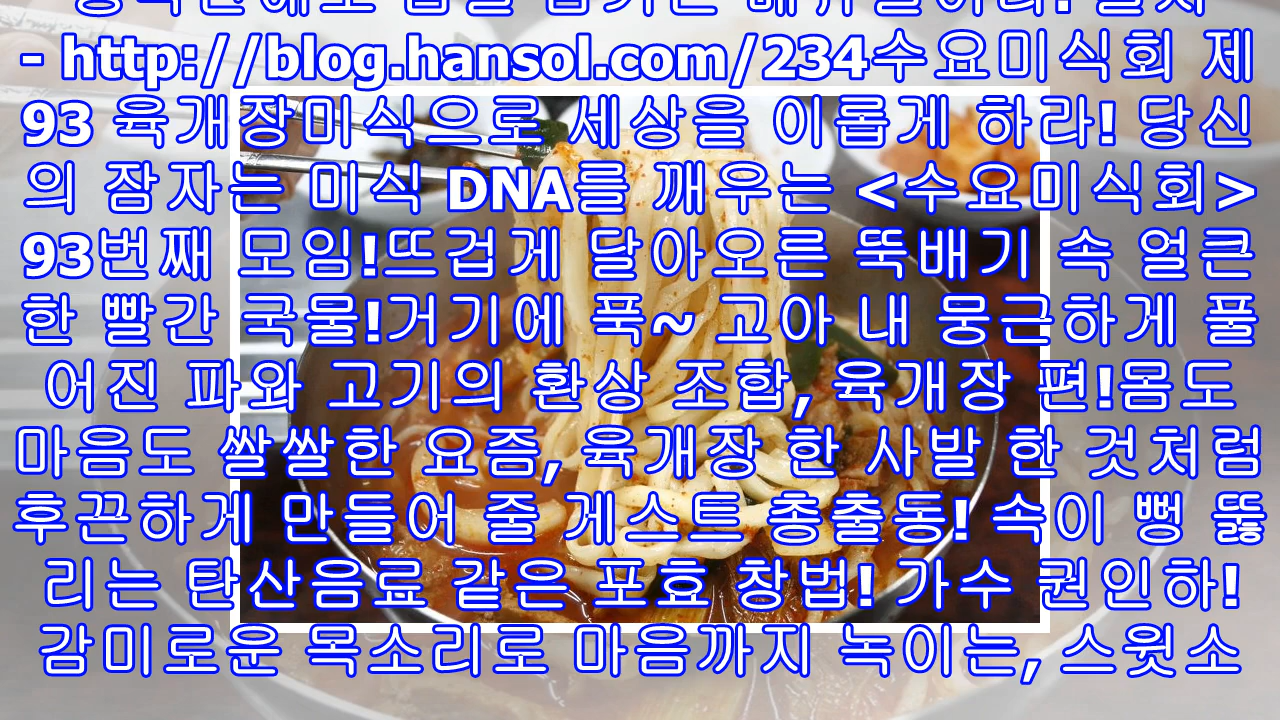 - http://blog.hansol.com/234수요미식회 제
93 육개장미식으로 세상을 이롭게 하라! 당신
의 잠자는 미식 DNA를 깨우는 <수요미식회>
93번째 모임!뜨겁게 달아오른 뚝배기 속 얼큰
한 빨간 국물!거기에 푹~ 고아 내 뭉근하게 풀
어진 파와 고기의 환상 조합, 육개장 편!몸도
마음도 쌀쌀한 요즘, 육개장 한 사발 한 것처럼
후끈하게 만들어 줄 게스트 총출동! 속이 뻥 뚫
리는 탄산음료 같은 포효 창법! 가수 권인하!
감미로운 목소리로 마음까지 녹이는, 스윗소